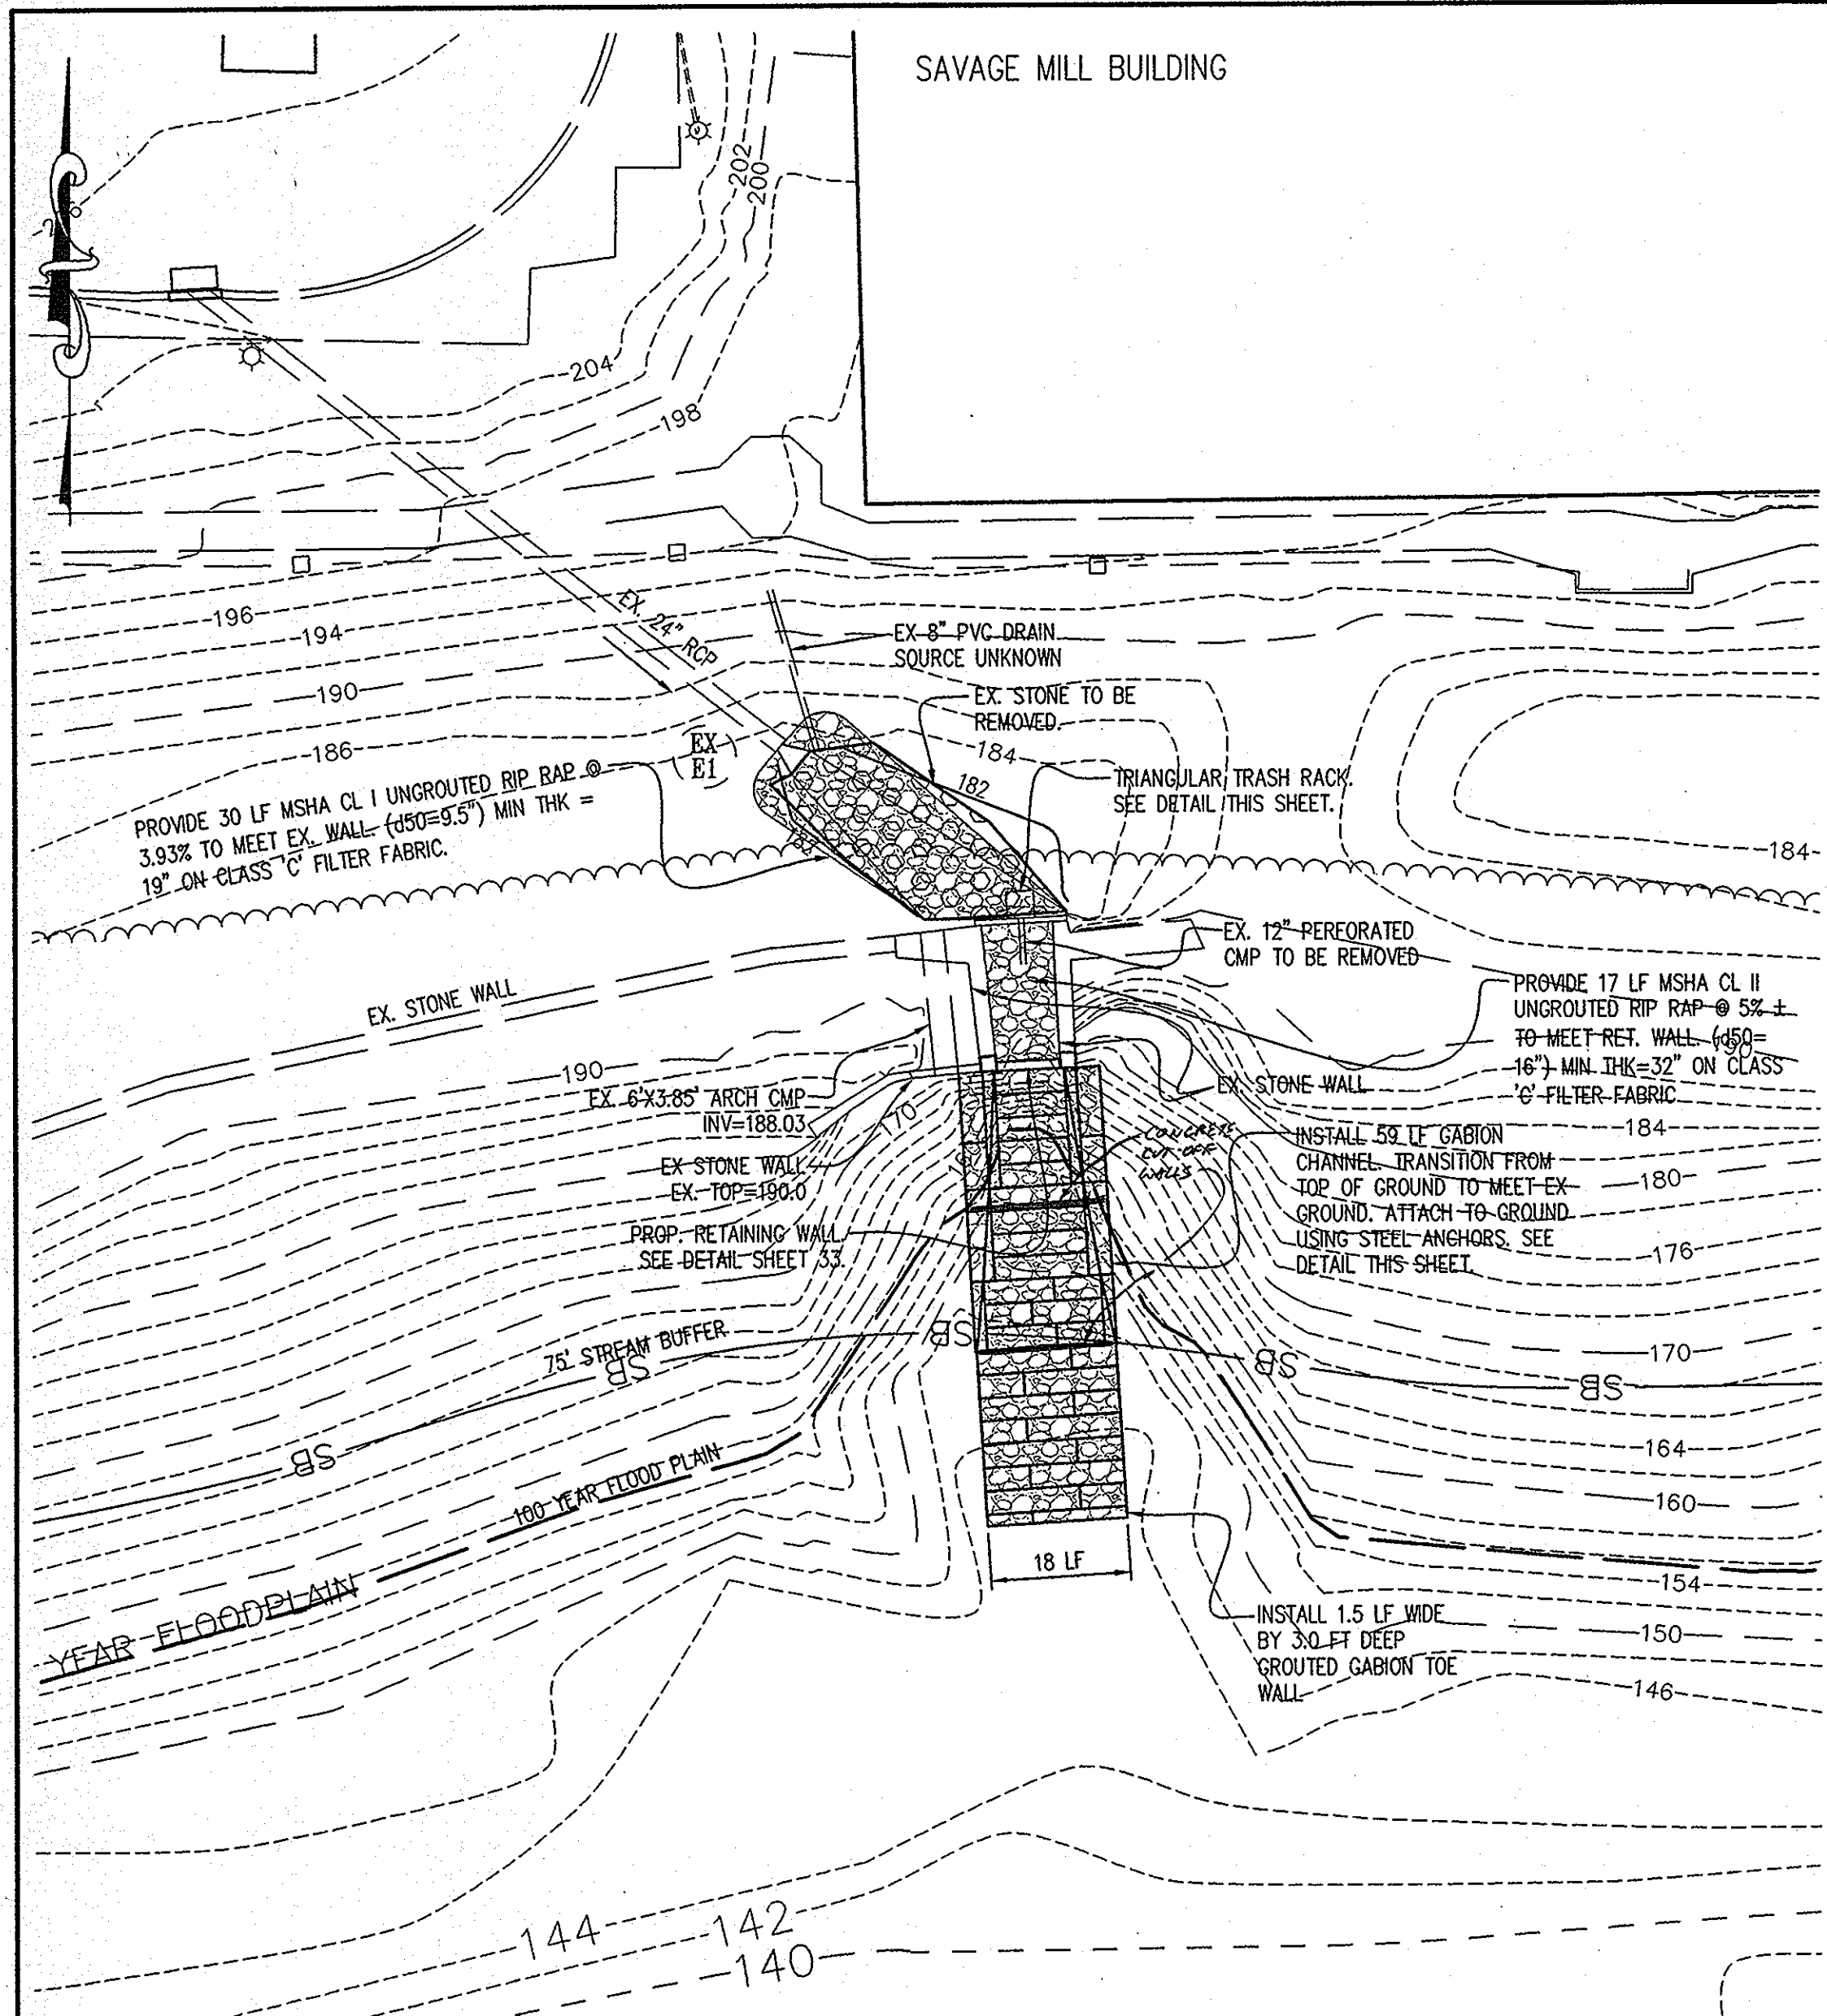 SAVAGE MILL BUILDING
202
200
204
198
196
194
190
186
EX. 24" RCP
EX 8" PVC DRAIN
SOURCE UNKNOWN
EX. STONE TO BE
REMOVED.
184
182
EX
E1
TRIANGULAR TRASH RACK.
SEE DETAIL THIS SHEET.
PROVIDE 30 LF MSHA CL I UNGROUTED RIP RAP @
3.93% TO MEET EX. WALL. (d50=9.5") MIN THK =
19" ON CLASS 'C' FILTER FABRIC.
182
184
EX. 12" PERFORATED
CMP TO BE REMOVED
EX. STONE WALL
PROVIDE 17 LF MSHA CL II
UNGROUTED RIP RAP @ 5% ±
TO MEET RET. WALL. (d50=
16") MIN THK=32" ON CLASS
'C' FILTER FABRIC
190
190
EX. 6'X3.85' ARCH CMP
INV=188.03
170
EX. STONE WALL
EX STONE WALL
EX. TOP=190.0
CONCRETE
CUT-OFF
WALLS
INSTALL 59 LF GABION
CHANNEL. TRANSITION FROM
TOP OF GROUND TO MEET EX
GROUND. ATTACH TO GROUND
USING STEEL ANCHORS. SEE
DETAIL THIS SHEET.
184
180
176
PROP. RETAINING WALL.
SEE DETAIL SHEET 33.
75' STREAM BUFFER
SB
SB
SB
SB
SB
170
164
160
100 YEAR FLOOD PLAIN
YEAR FLOODPLAIN
18 LF
154
INSTALL 1.5 LF WIDE
BY 3.0 FT DEEP
GROUTED GABION TOE
WALL
150
146
144
142
140